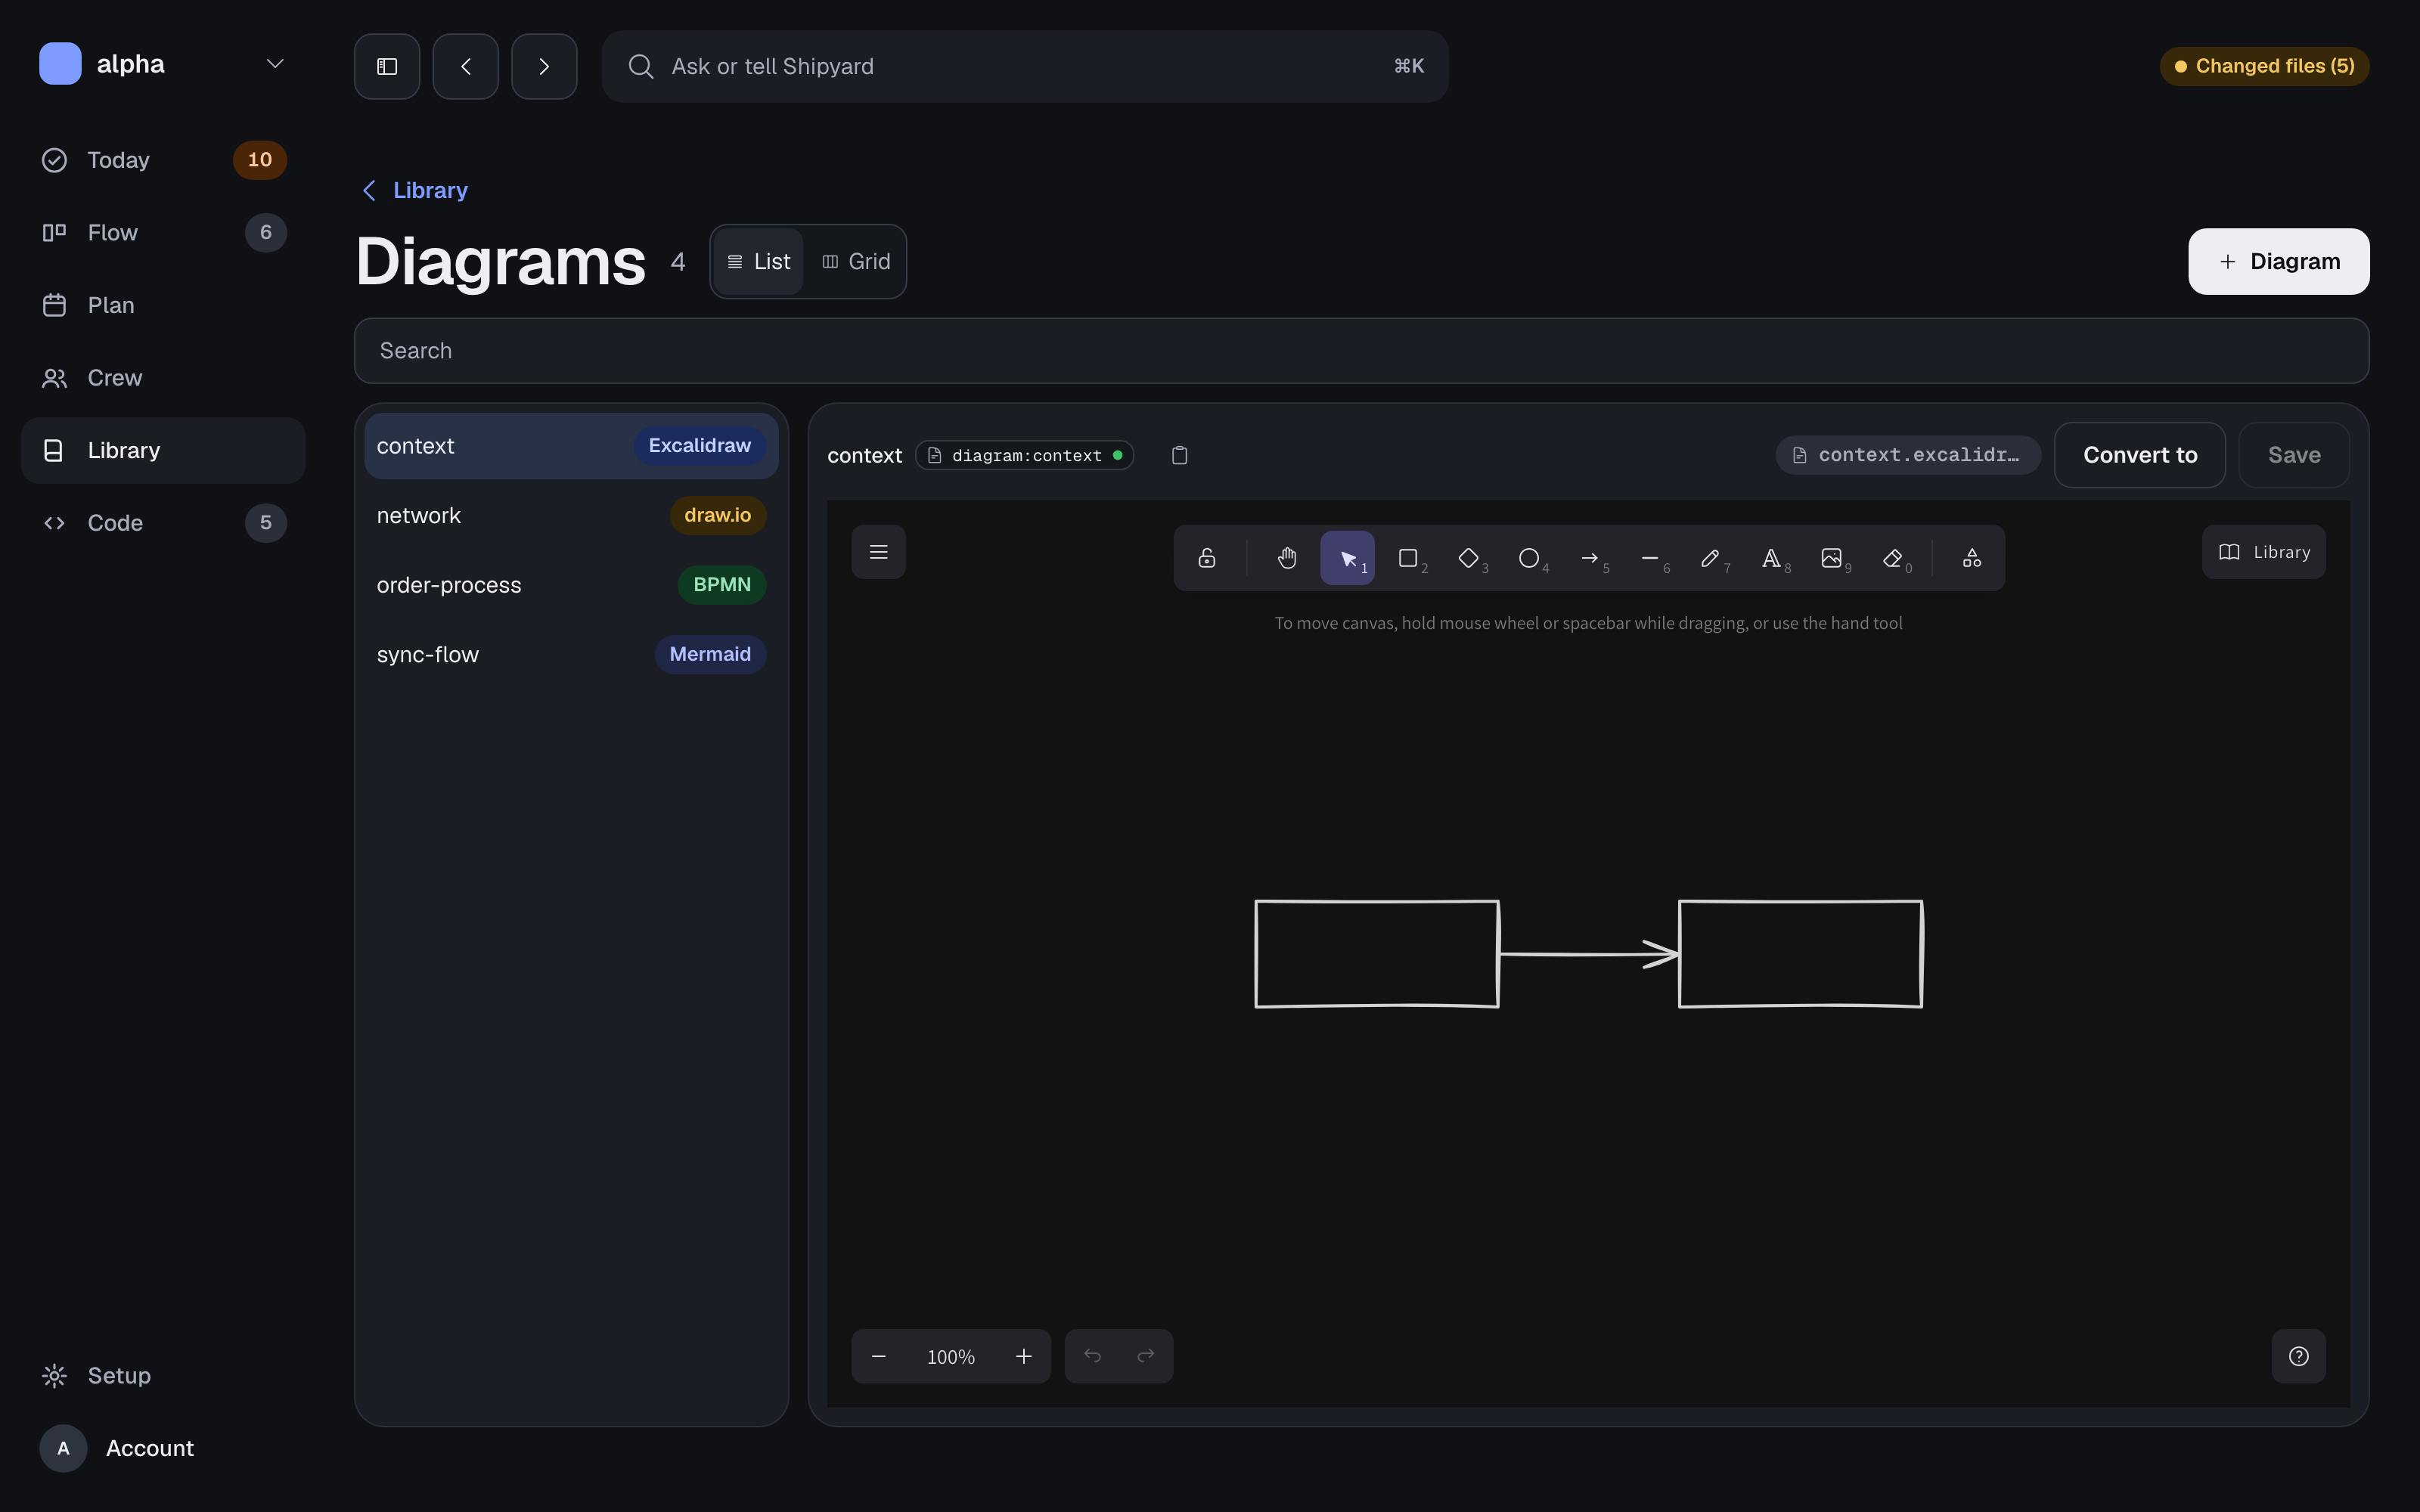 alpha
Ask or tell Shipyard
⌘K
Changed files (5)
Today
10
Flow
6
Plan
Crew
Library
Code
5
Library
Diagrams
4
List
Grid
+ Diagram
Search
context
Excalidraw
network
draw.io
order-process
BPMN
sync-flow
Mermaid
context
diagram:context
context.excalidr…
Convert to
Save
1
2
3
4
5
6
7
A
8
9
0
Library
To move canvas, hold mouse wheel or spacebar while dragging, or use the hand tool
100%
Setup
A
Account